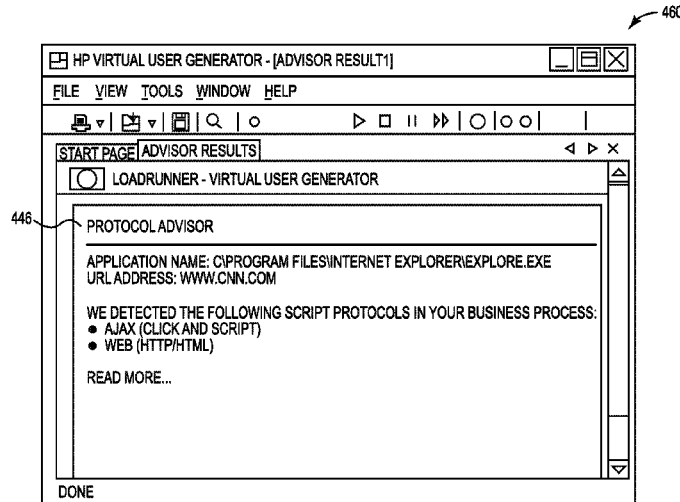 460
HP VIRTUAL USER GENERATOR - [ADVISOR RESULT1]
FILE VIEW TOOLS WINDOW HELP
START PAGE ADVISOR RESULTS
LOADRUNNER - VIRTUAL USER GENERATOR
446
PROTOCOL ADVISOR
APPLICATION NAME: C\PROGRAM FILES\INTERNET EXPLORER\EXPLORE.EXE
URL ADDRESS: WWW.CNN.COM
WE DETECTED THE FOLLOWING SCRIPT PROTOCOLS IN YOUR BUSINESS PROCESS:
● AJAX (CLICK AND SCRIPT)
● WEB (HTTP/HTML)
READ MORE...
DONE